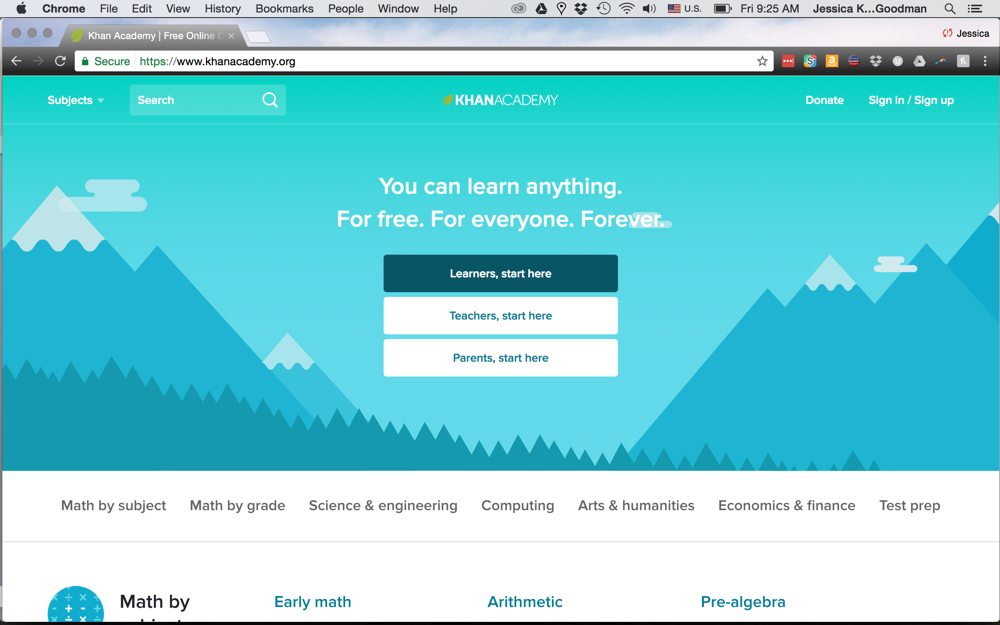 Chrome File Edit View History Bookmarks People Window Help U.S. Fri 9:25 AM Jessica K...Goodman
Khan Academy | Free Online Jessica
Secure https://www.khanacademy.org
Subjects Search KHANACADEMY Donate Sign in / Sign up
You can learn anything.
For free. For everyone. Forever.
Learners, start here
Teachers, start here
Parents, start here
Math by subject Math by grade Science & engineering Computing Arts & humanities Economics & finance Test prep
Math by Early math Arithmetic Pre-algebra